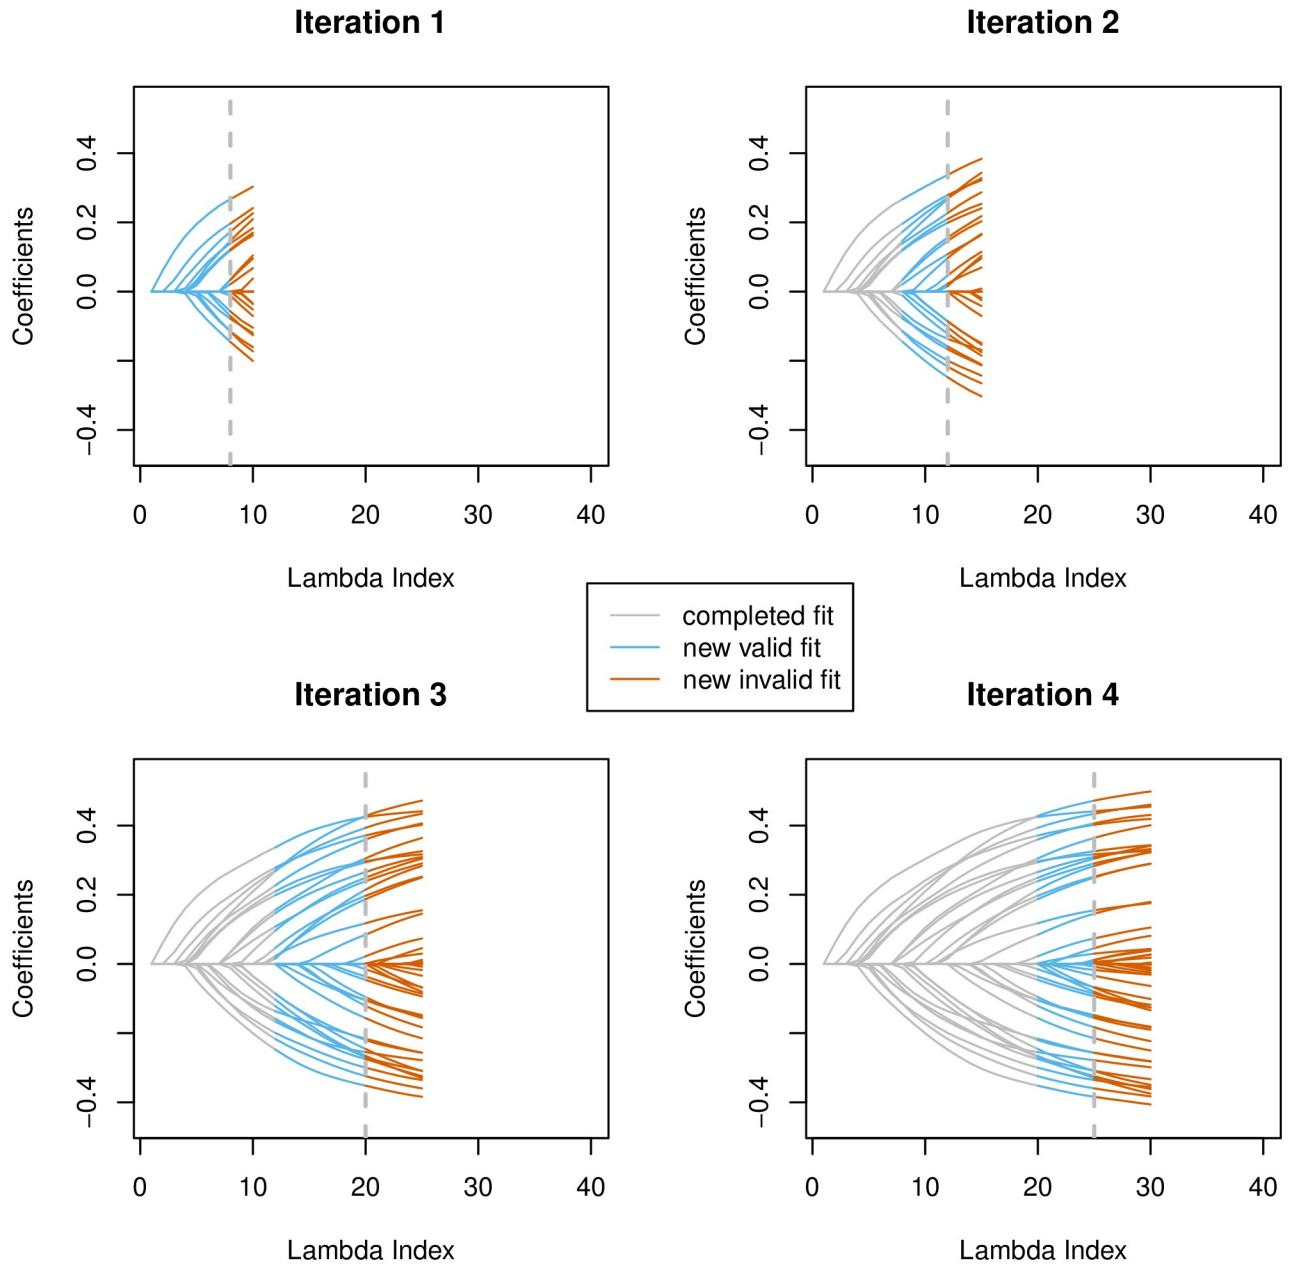 Iteration 1
Coefficients
0.4
0.2
0.0
−0.4
0 10 20 30 40
Lambda Index
Iteration 2
Coefficients
0.4
0.2
0.0
−0.4
0 10 20 30 40
Lambda Index
completed fit
new valid fit
new invalid fit
Iteration 3
Coefficients
0.4
0.2
0.0
−0.4
0 10 20 30 40
Lambda Index
Iteration 4
Coefficients
0.4
0.2
0.0
−0.4
0 10 20 30 40
Lambda Index